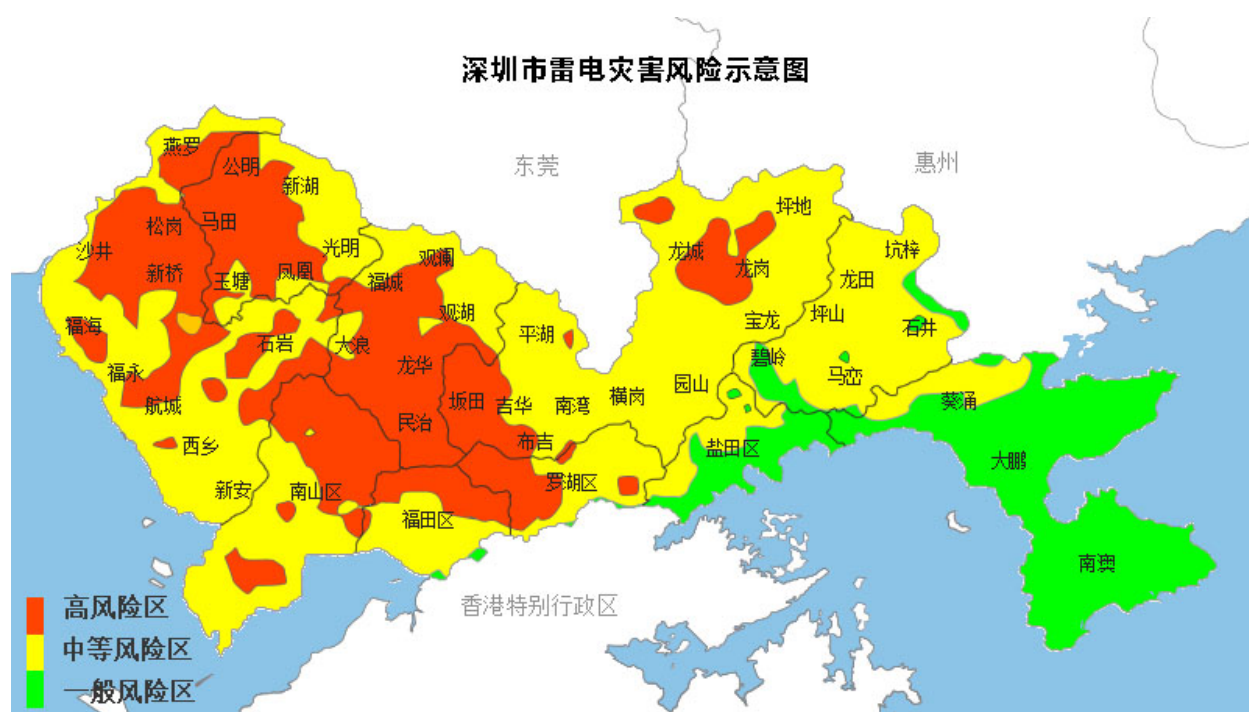 深圳市雷电灾害风险示意图
东莞
惠州
燕罗
公明
新湖
松岗
马田
沙井
新桥
玉塘
凤凰
光明
福城
观澜
观湖
福海
石岩
大浪
福永
龙华
航城
民治
坂田
西乡
新安
南山区
福田区
平湖
吉华
南湾
布吉
罗湖区
横岗
园山
龙城
龙岗
坪地
宝龙
坪山
龙田
坑梓
石井
碧岭
马峦
盐田区
葵涌
大鹏
南澳
香港特别行政区
高风险区
中等风险区
一般风险区